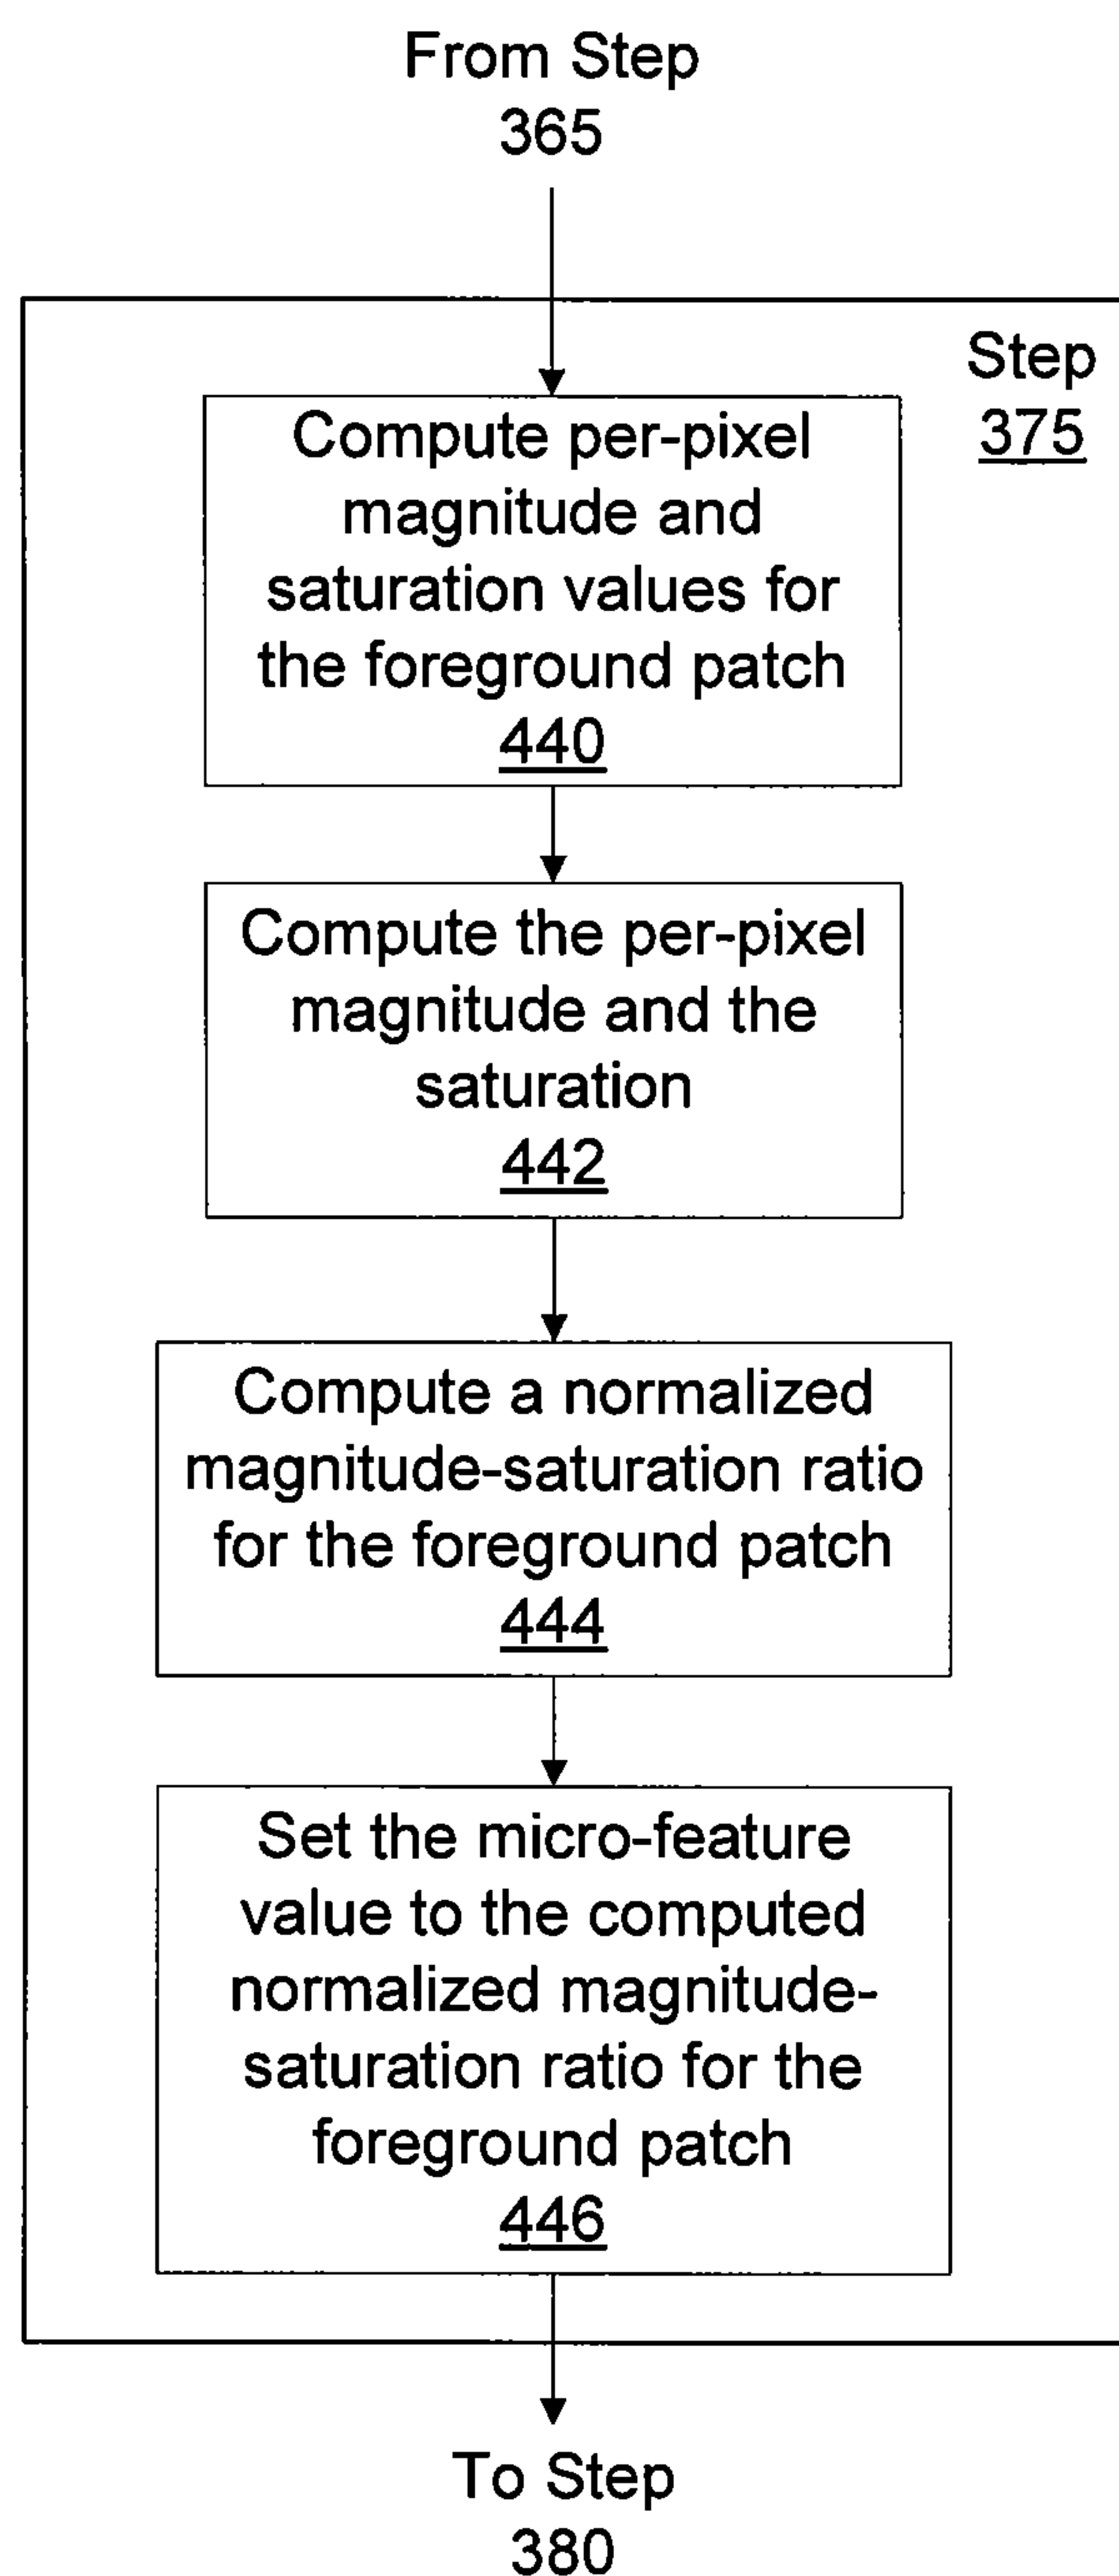 From Step
365
Step
375
Compute per-pixel
magnitude and
saturation values for
the foreground patch
440
Compute the per-pixel
magnitude and the
saturation
442
Compute a normalized
magnitude-saturation ratio
for the foreground patch
444
Set the micro-feature
value to the computed
normalized magnitude-
saturation ratio for the
foreground patch
446
To Step
380